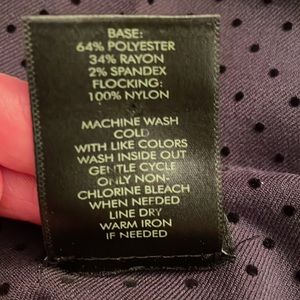 BASE:
64% POLYESTER
34% RAYON
2% SPANDEX
FLOCKING:
100% NYLON
MACHINE WASH
COLD
WITH LIKE COLORS
WASH INSIDE OUT
GENTLE CYCLE
ONLY NON-
CHLORINE BLEACH
WHEN NEEDED
LINE DRY
WARM IRON
IF NEEDED